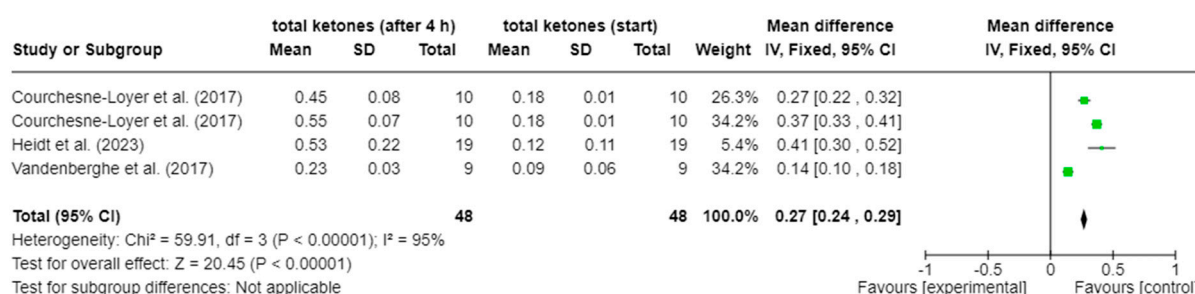 total ketones (after 4 h) total ketones (start) Mean difference Mean difference
Study or Subgroup Mean SD Total Mean SD Total Weight IV, Fixed, 95% CI IV, Fixed, 95% CI
Courchesne-Loyer et al. (2017) 0.45 0.08 10 0.18 0.01 10 26.3% 0.27 [0.22 , 0.32]
Courchesne-Loyer et al. (2017) 0.55 0.07 10 0.18 0.01 10 34.2% 0.37 [0.33 , 0.41]
Heidt et al. (2023) 0.53 0.22 19 0.12 0.11 19 5.4% 0.41 [0.30 , 0.52]
Vandenberghe et al. (2017) 0.23 0.03 9 0.09 0.06 9 34.2% 0.14 [0.10 , 0.18]
Total (95% CI) 48 48 100.0% 0.27 [0.24 , 0.29]
Heterogeneity: Chi² = 59.91, df = 3 (P < 0.00001); I² = 95%
Test for overall effect: Z = 20.45 (P < 0.00001)
Test for subgroup differences: Not applicable
-1 -0.5 0 0.5 1
Favours [experimental] Favours [control]